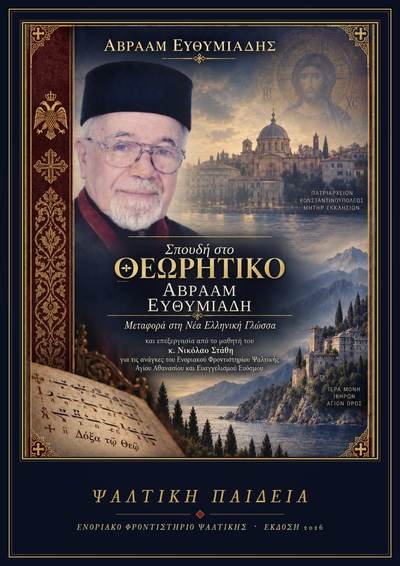 ΑΒΡΑΑΜ ΕΥΘΥΜΙΑΔΗΣ
ΠΑΤΡΙΑΡΧΕΙΟΝ
ΚΩΝΣΤΑΝΤΙΝΟΥΠΟΛΕΩΣ
ΜΗΤΗΡ ΕΚΚΛΗΣΙΩΝ
Σπουδή στο
ΘΕΩΡΗΤΙΚΟ
ΑΒΡΑΑΜ
ΕΥΘΥΜΙΑΔΗ
Μεταφορά στη Νέα Ελληνική Γλώσσα
και επεξεργασία από το μαθητή του
κ. Νικόλαο Στάθη
για τις ανάγκες του Ενοριακού Φροντιστηρίου Ψαλτικής
Αγίου Αθανασίου και Ευαγγελισμού Ευόσμου
ΙΕΡΑ ΜΟΝΗ
ΙΒΗΡΩΝ
ΑΓΙΟΝ ΟΡΟΣ
Δόξα τῷ Θεῷ
ΨΑΛΤΙΚΗ ΠΑΙΔΕΙΑ
ΕΝΟΡΙΑΚΟ ΦΡΟΝΤΙΣΤΗΡΙΟ ΨΑΛΤΙΚΗΣ · ΕΚΔΟΣΗ 2026